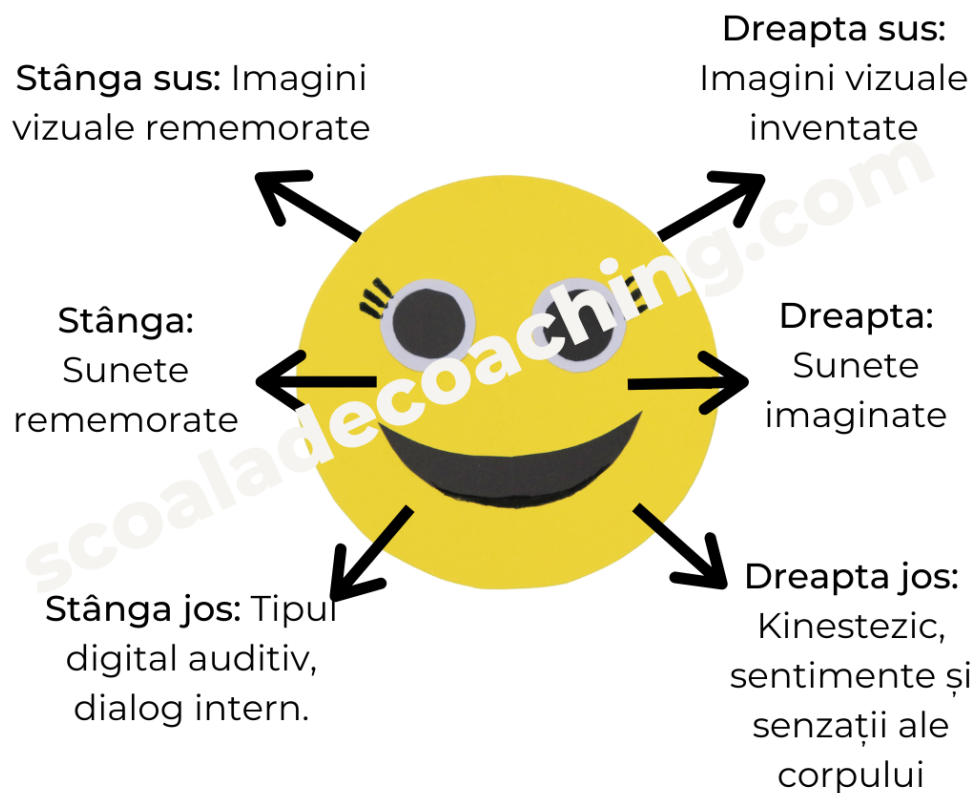 Stânga sus: Imagini
vizuale rememorate
Dreapta sus:
Imagini vizuale
inventate
Stânga:
Sunete
rememorate
Dreapta:
Sunete
imaginate
scoaladecoaching.com
Stânga jos: Tipul
digital auditiv,
dialog intern.
Dreapta jos:
Kinestezic,
sentimente și
senzații ale
corpului